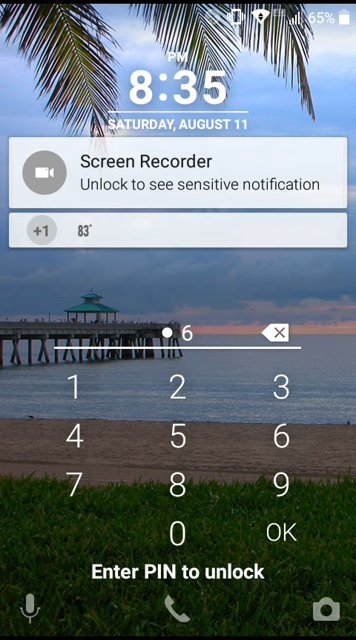 65%
PM
8:35
SATURDAY, AUGUST 11
Screen Recorder
Unlock to see sensitive notification
+1 83°
6
1 2 3
4 5 6
7 8 9
0 OK
Enter PIN to unlock